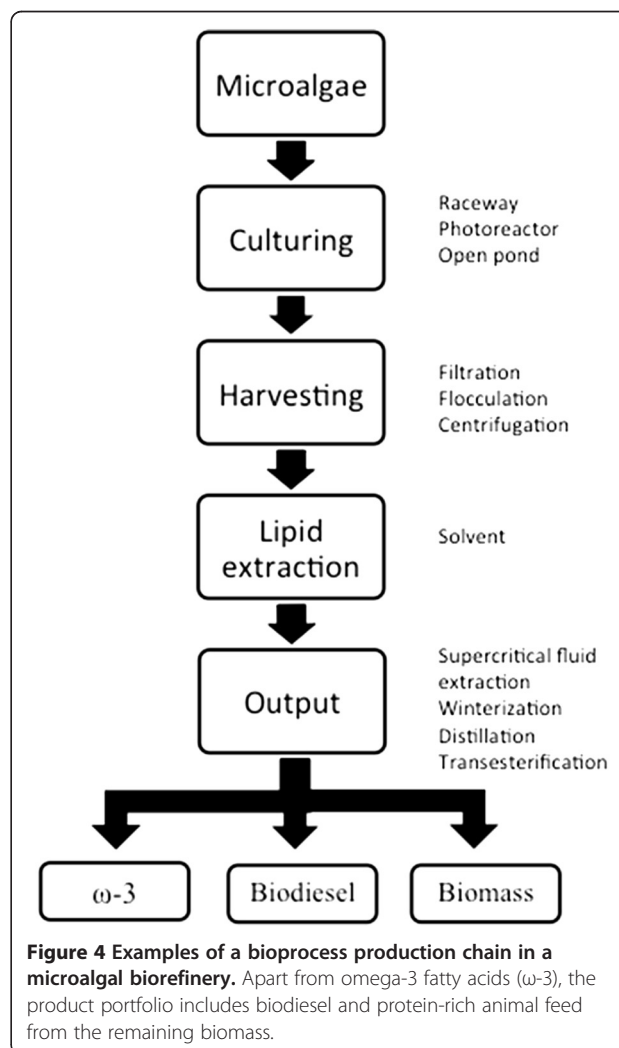 Microalgae
Culturing
Raceway
Photoreactor
Open pond
Harvesting
Filtration
Flocculation
Centrifugation
Lipid
extraction
Solvent
Output
Supercritical fluid
extraction
Winterization
Distillation
Transesterification
ω-3
Biodiesel
Biomass
Figure 4 Examples of a bioprocess production chain in a
microalgal biorefinery. Apart from omega-3 fatty acids (ω-3), the
product portfolio includes biodiesel and protein-rich animal feed
from the remaining biomass.